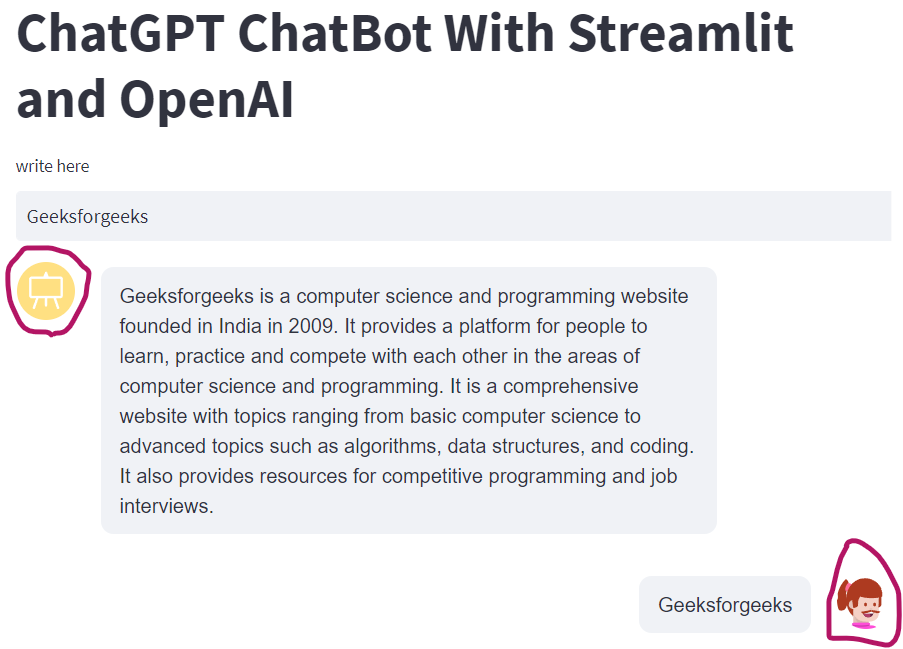 ChatGPT ChatBot With Streamlit
and OpenAI
write here
Geeksforgeeks
Geeksforgeeks is a computer science and programming website
founded in India in 2009. It provides a platform for people to
learn, practice and compete with each other in the areas of
computer science and programming. It is a comprehensive
website with topics ranging from basic computer science to
advanced topics such as algorithms, data structures, and coding.
It also provides resources for competitive programming and job
interviews.
Geeksforgeeks